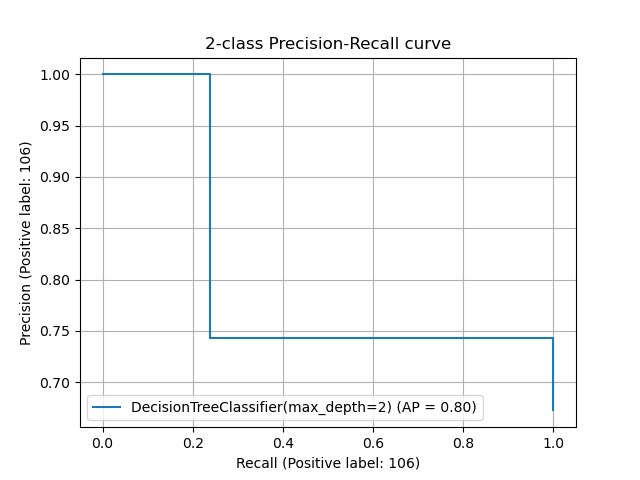 2-class Precision-Recall curve
1.00
0.95
0.90
0.85
0.80
0.75
0.70
Precision (Positive label: 106)
DecisionTreeClassifier(max_depth=2) (AP = 0.80)
0.0 0.2 0.4 0.6 0.8 1.0
Recall (Positive label: 106)